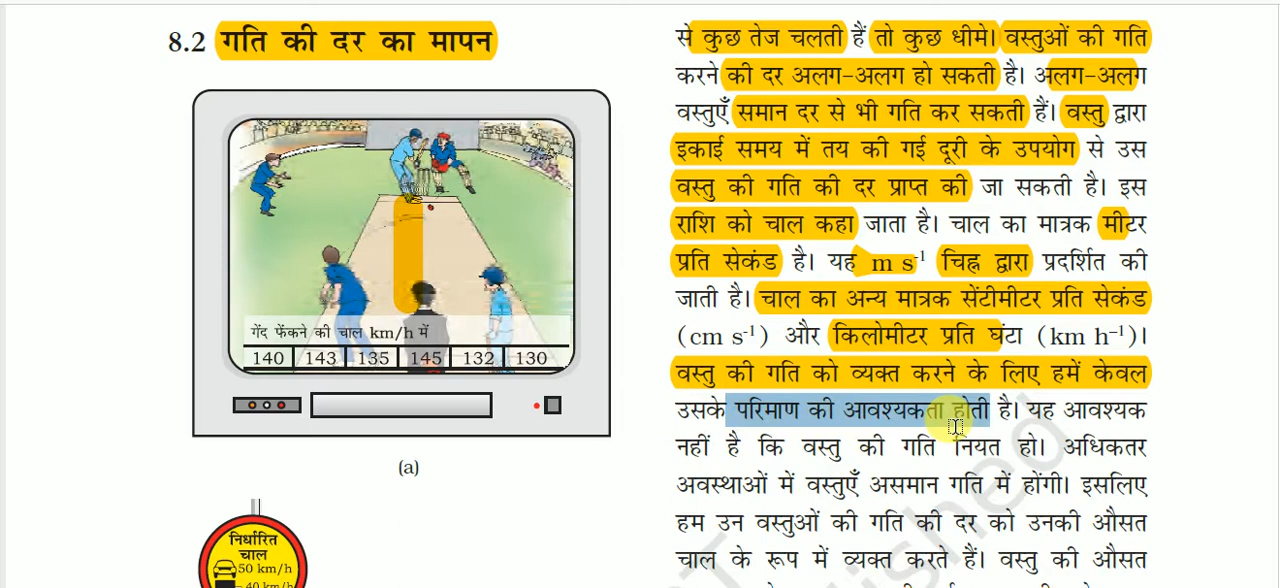 8.2 गति की दर का मापन
गेंद फेंकने की चाल km/h में
140 143 135 145 132 130
(a)
निर्धारित
चाल
50 km/h
40 km/h
से कुछ तेज चलती हैं तो कुछ धीमे। वस्तुओं की गति
करने की दर अलग-अलग हो सकती है। अलग-अलग
वस्तुएँ समान दर से भी गति कर सकती हैं। वस्तु द्वारा
इकाई समय में तय की गई दूरी के उपयोग से उस
वस्तु की गति की दर प्राप्त की जा सकती है। इस
राशि को चाल कहा जाता है। चाल का मात्रक मीटर
प्रति सेकंड है। यह m s⁻¹ चिह्न द्वारा प्रदर्शित की
जाती है। चाल का अन्य मात्रक सेंटीमीटर प्रति सेकंड
(cm s⁻¹) और किलोमीटर प्रति घंटा (km h⁻¹)।
वस्तु की गति को व्यक्त करने के लिए हमें केवल
उसके परिमाण की आवश्यकता होती है। यह आवश्यक
नहीं है कि वस्तु की गति नियत हो। अधिकतर
अवस्थाओं में वस्तुएँ असमान गति में होंगी। इसलिए
हम उन वस्तुओं की गति की दर को उनकी औसत
चाल के रूप में व्यक्त करते हैं। वस्तु की औसत